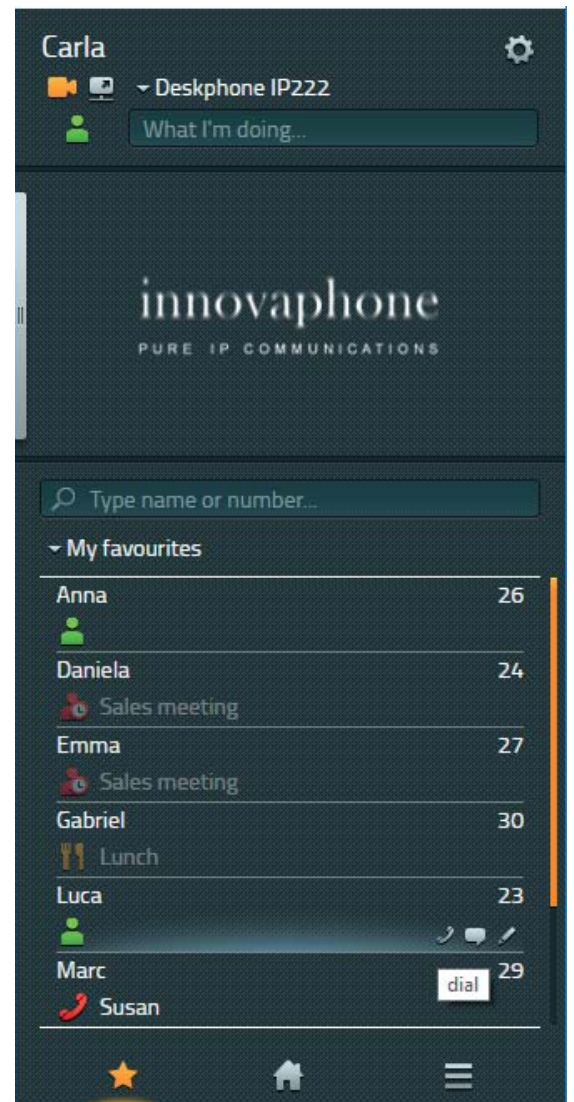 Carla
Deskphone IP222
What I'm doing...
innovaphone
PURE IP COMMUNICATIONS
Type name or number...
My favourites
Anna 26
Daniela 24
Sales meeting
Emma 27
Sales meeting
Gabriel 30
Lunch
Luca 23
Marc 29
dial
Susan